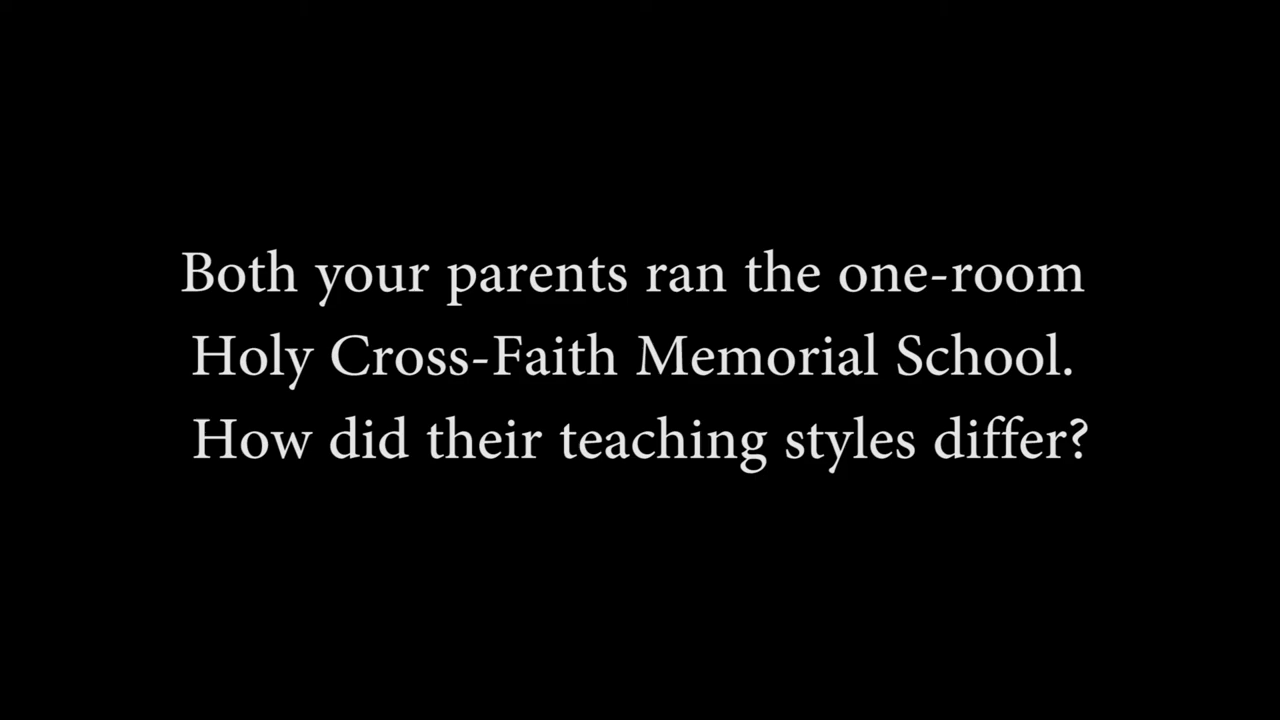 Both your parents ran the one-room
Holy Cross-Faith Memorial School.
How did their teaching styles differ?